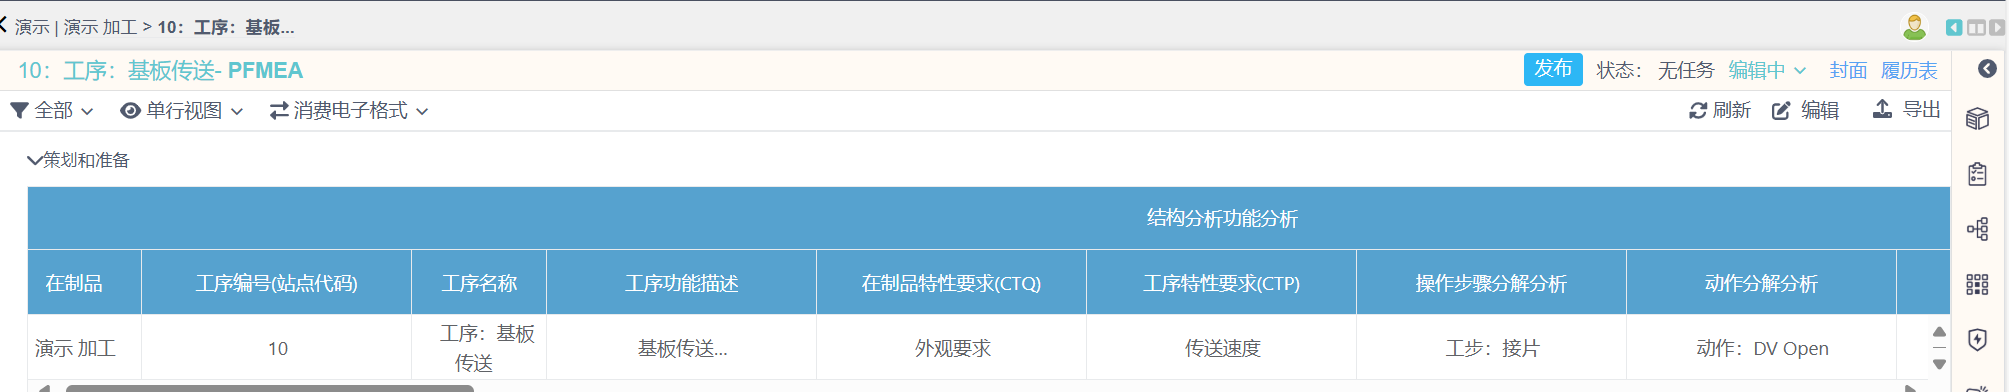 演示 | 演示 加工 > 10：工序：基板...
10：工序：基板传送- PFMEA
发布 状态： 无任务 编辑中 封面 履历表
全部 单行视图 消费电子格式 刷新 编辑 导出
策划和准备
结构分析功能分析
在制品 工序编号(站点代码) 工序名称 工序功能描述 在制品特性要求(CTQ) 工序特性要求(CTP) 操作步骤分解分析 动作分解分析
演示 加工 10 工序：基板 基板传送... 外观要求 传送速度 工步：接片 动作：DV Open
传送